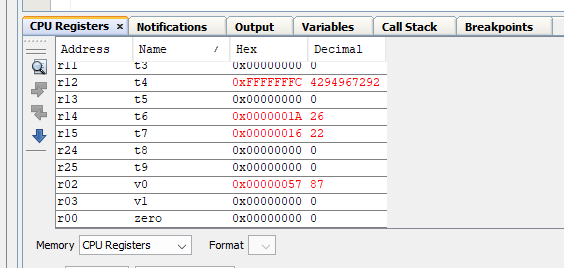 CPU Registers × Notifications Output Variables Call Stack Breakpoints
Address Name / Hex Decimal
r11 t3 0x00000000 0
r12 t4 0xFFFFFFFC 4294967292
r13 t5 0x00000000 0
r14 t6 0x0000001A 26
r15 t7 0x00000016 22
r24 t8 0x00000000 0
r25 t9 0x00000000 0
r02 v0 0x00000057 87
r03 v1 0x00000000 0
r00 zero 0x00000000 0
Memory CPU Registers Format